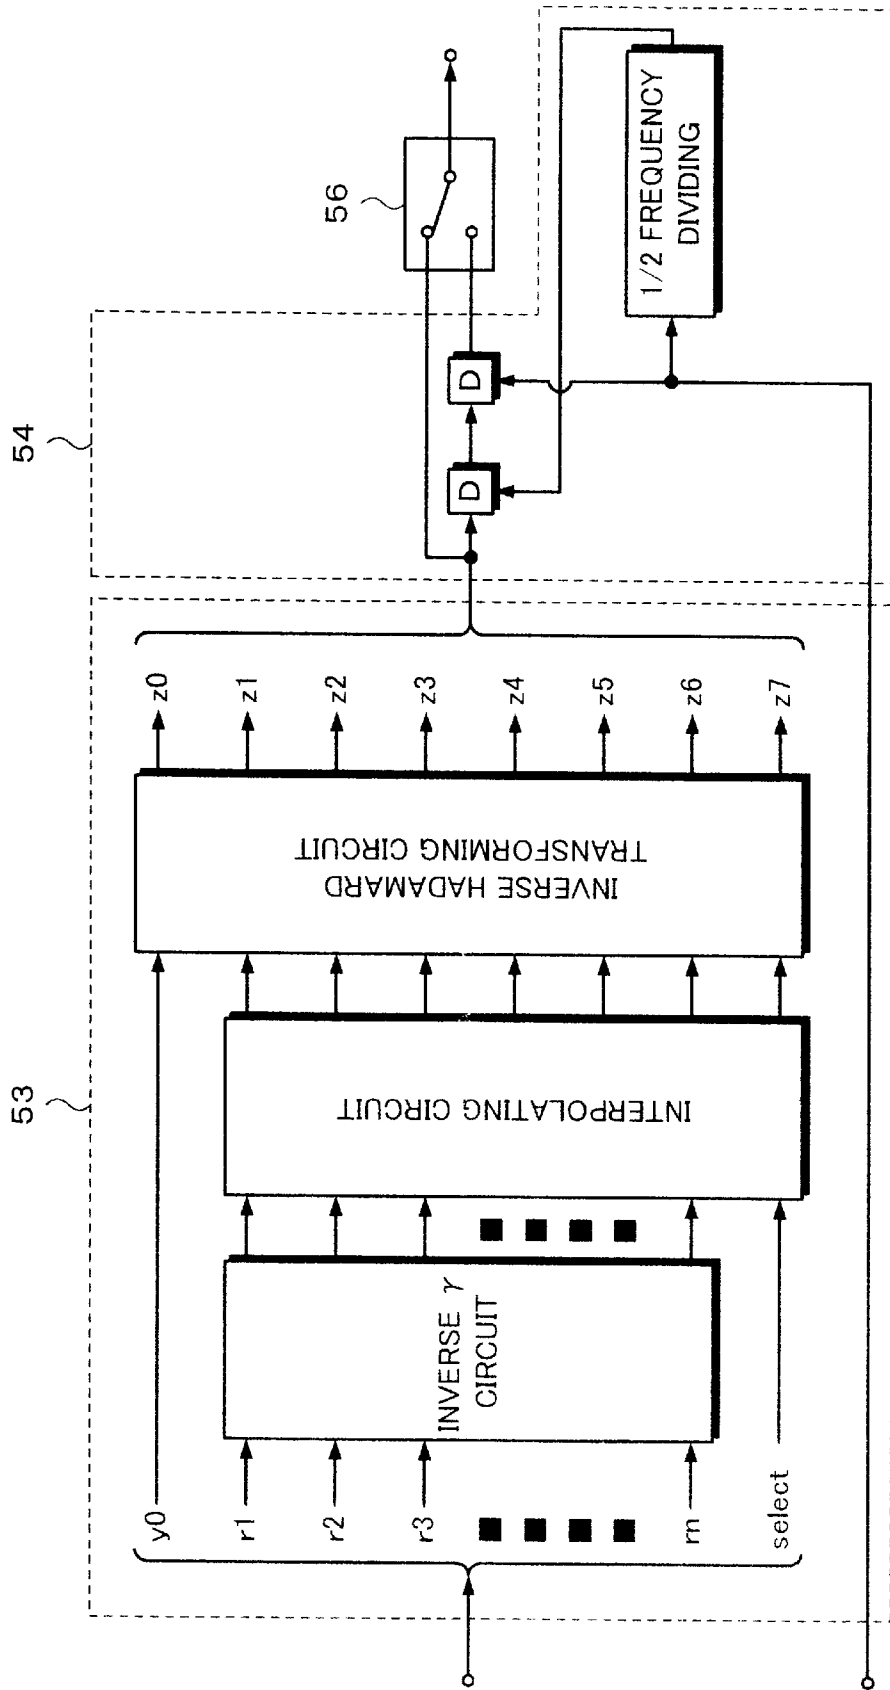 53
54
56
y0
r1
r2
r3
rn
select
INVERSE γ
CIRCUIT
INTERPOLATING CIRCUIT
INVERSE HADAMARD
TRANSFORMING CIRCUIT
z0
z1
z2
z3
z4
z5
z6
z7
D
D
1/2 FREQUENCY
DIVIDING